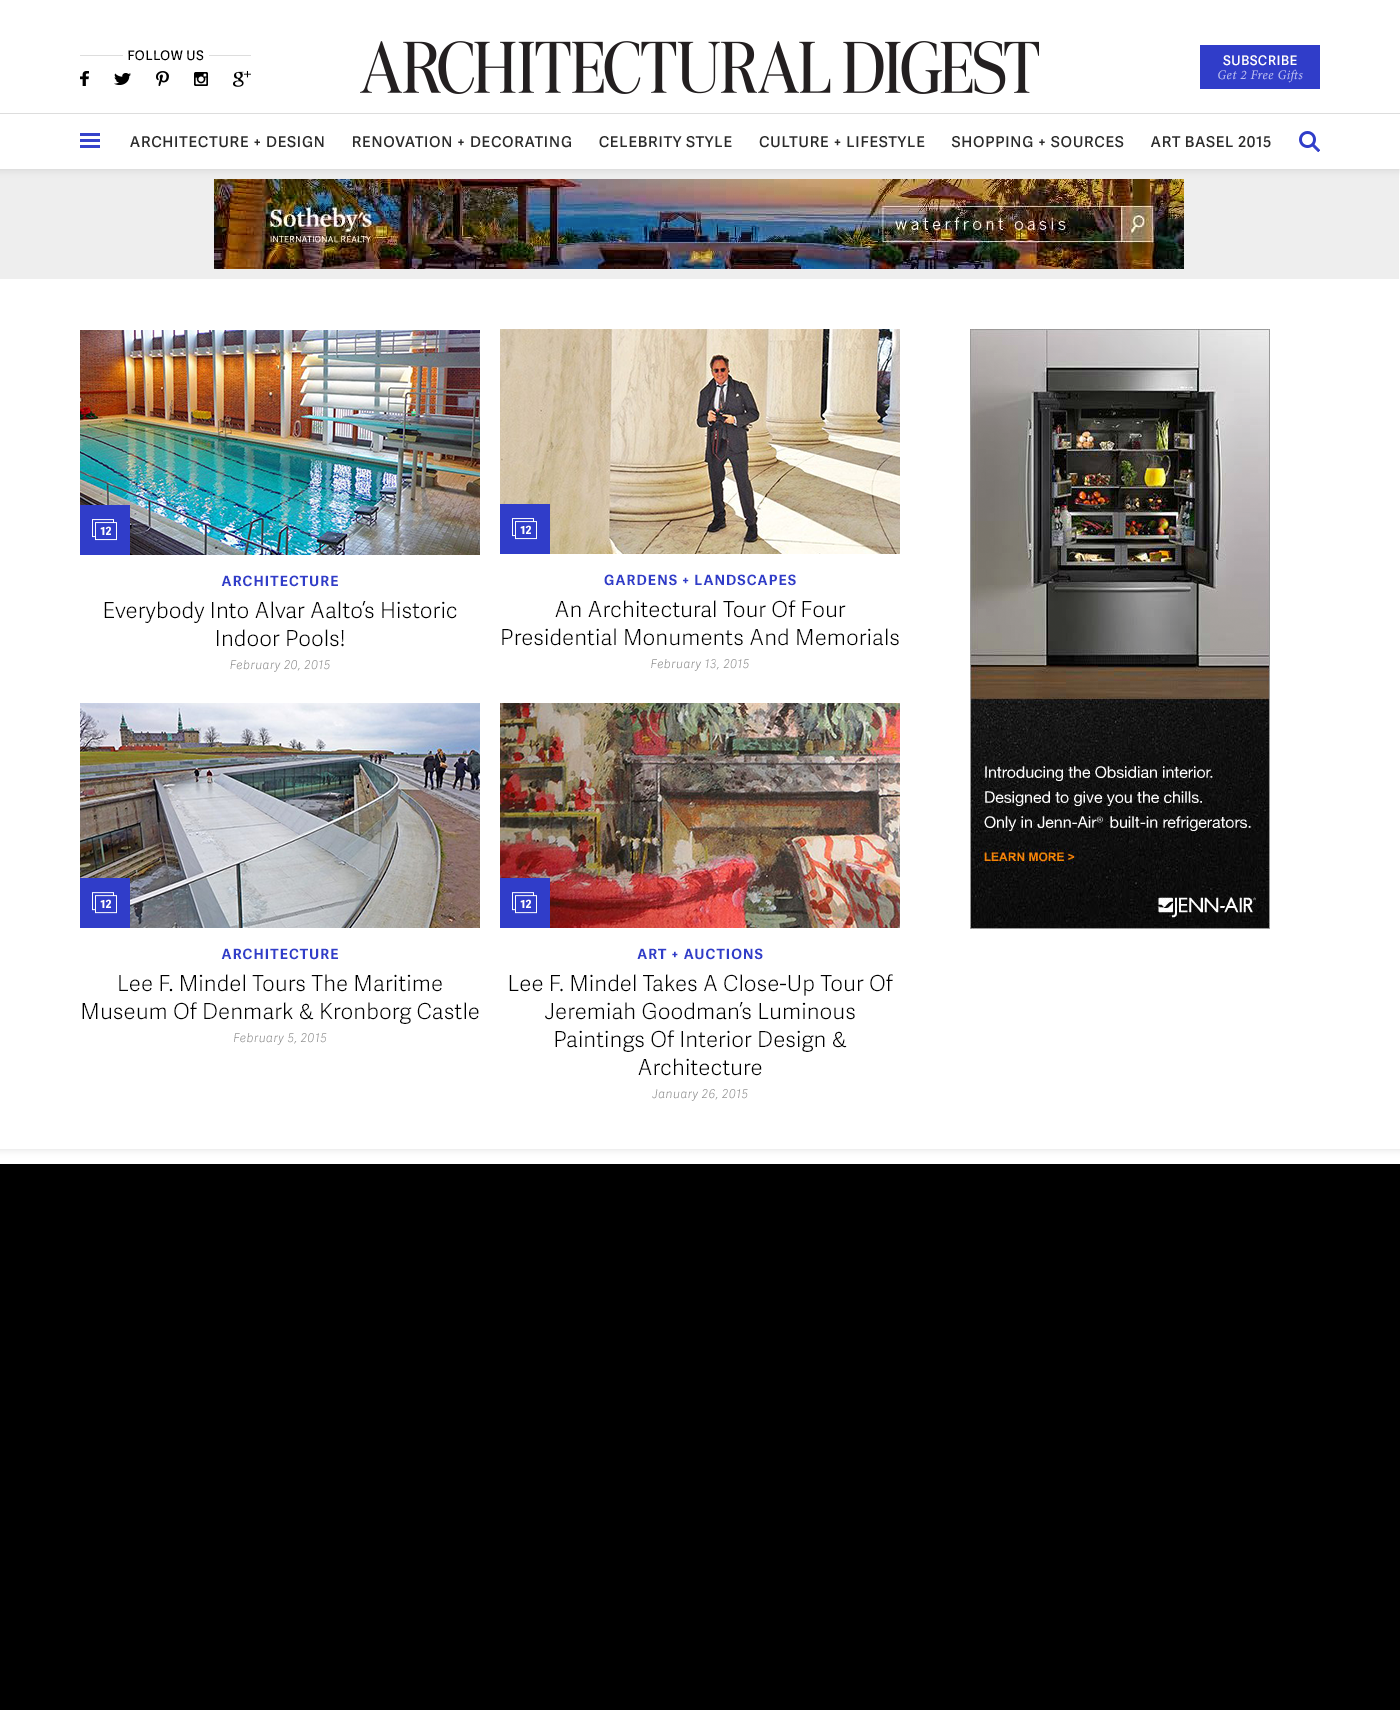 FOLLOW US
ARCHITECTURAL DIGEST
SUBSCRIBE
Get 2 Free Gifts
ARCHITECTURE + DESIGN RENOVATION + DECORATING CELEBRITY STYLE CULTURE + LIFESTYLE SHOPPING + SOURCES ART BASEL 2015
Sotheby's
INTERNATIONAL REALTY
waterfront oasis
12
ARCHITECTURE
Everybody Into Alvar Aalto’s Historic
Indoor Pools!
February 20, 2015
12
GARDENS + LANDSCAPES
An Architectural Tour Of Four
Presidential Monuments And Memorials
February 13, 2015
12
ARCHITECTURE
Lee F. Mindel Tours The Maritime
Museum Of Denmark & Kronborg Castle
February 5, 2015
12
ART + AUCTIONS
Lee F. Mindel Takes A Close-Up Tour Of
Jeremiah Goodman’s Luminous
Paintings Of Interior Design &
Architecture
January 26, 2015
Introducing the Obsidian interior.
Designed to give you the chills.
Only in Jenn-Air® built-in refrigerators.
LEARN MORE >
JENN-AIR